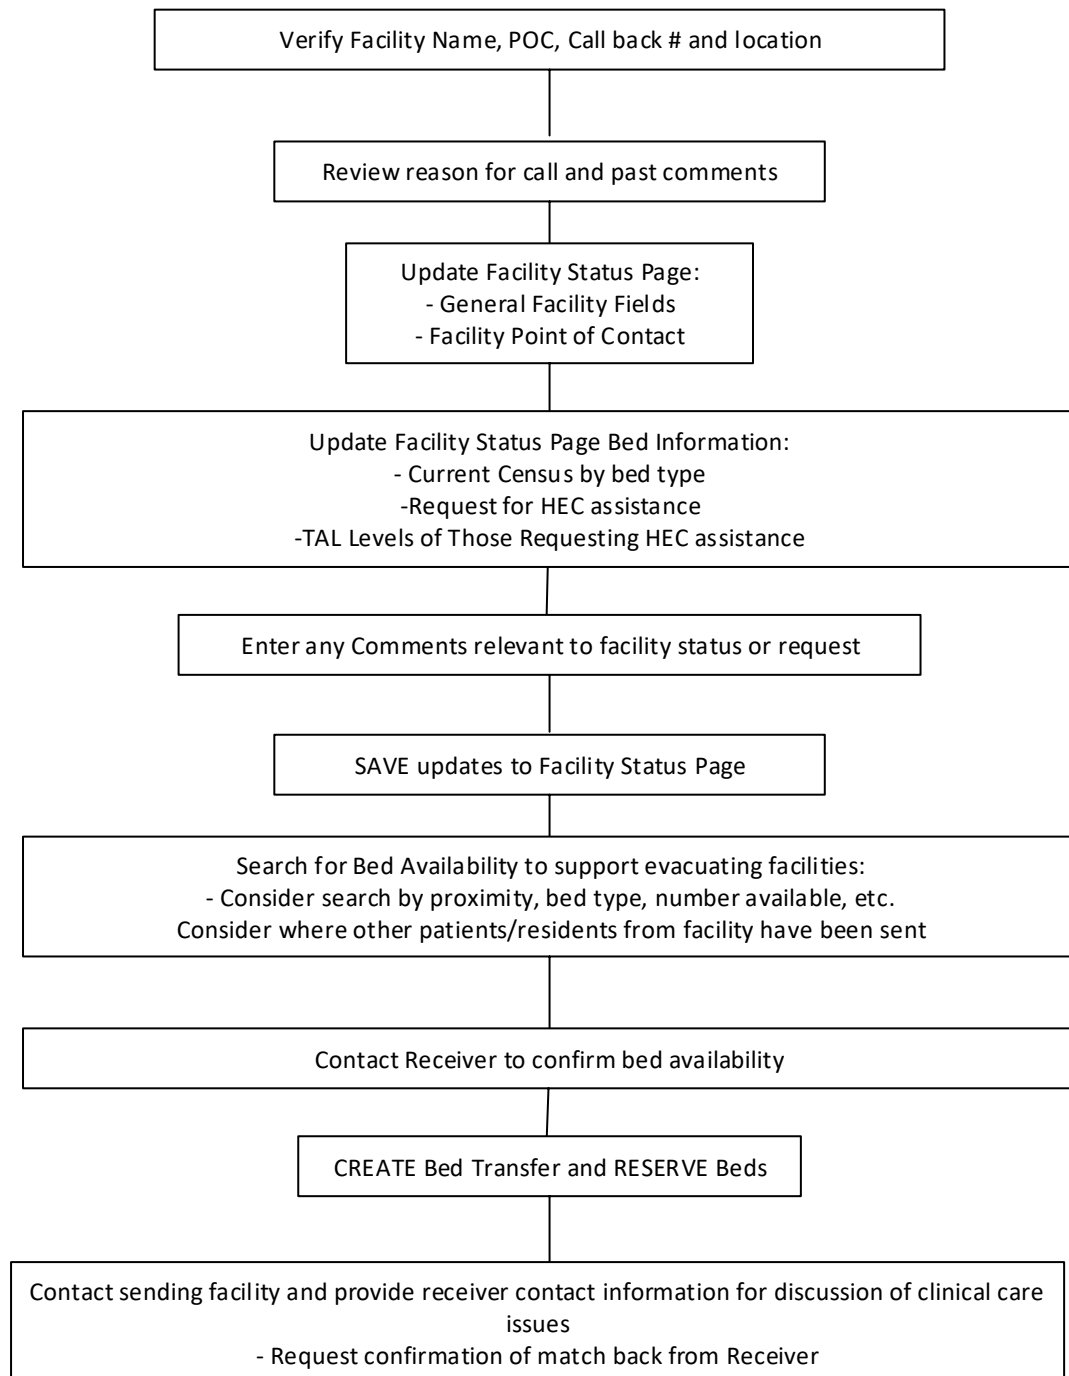 Verify Facility Name, POC, Call back # and location
Review reason for call and past comments
Update Facility Status Page:
- General Facility Fields
- Facility Point of Contact
Update Facility Status Page Bed Information:
- Current Census by bed type
-Request for HEC assistance
-TAL Levels of Those Requesting HEC assistance
Enter any Comments relevant to facility status or request
SAVE updates to Facility Status Page
Search for Bed Availability to support evacuating facilities:
- Consider search by proximity, bed type, number available, etc.
Consider where other patients/residents from facility have been sent
Contact Receiver to confirm bed availability
CREATE Bed Transfer and RESERVE Beds
Contact sending facility and provide receiver contact information for discussion of clinical care
issues
- Request confirmation of match back from Receiver